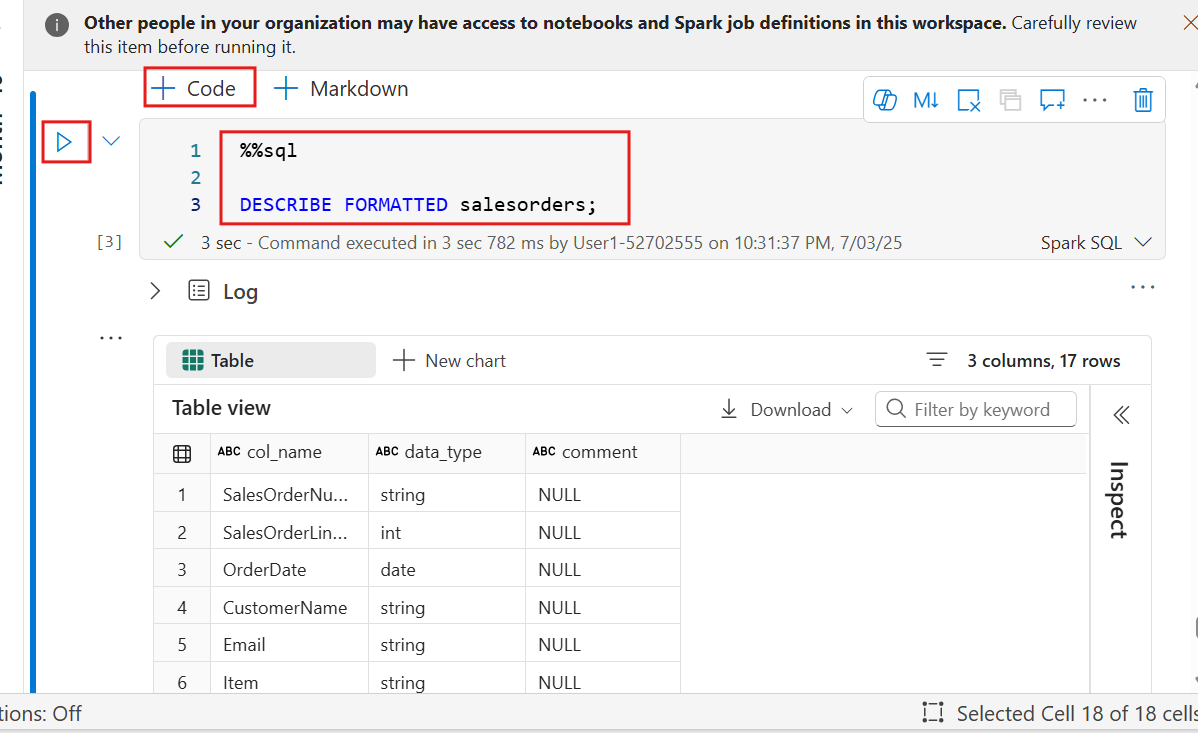 Other people in your organization may have access to notebooks and Spark job definitions in this workspace. Carefully review
this item before running it.
Code
Markdown
M↓
1 %%sql
2
3 DESCRIBE FORMATTED salesorders;
[3]
3 sec - Command executed in 3 sec 782 ms by User1-52702555 on 10:31:37 PM, 7/03/25
Spark SQL
Log
Table
New chart
3 columns, 17 rows
Table view
Download
Filter by keyword
ABC col_name ABC data_type ABC comment
1 SalesOrderNu... string NULL
2 SalesOrderLin... int NULL
3 OrderDate date NULL
4 CustomerName string NULL
5 Email string NULL
6 Item string NULL
Inspect
tions: Off
Selected Cell 18 of 18 cells